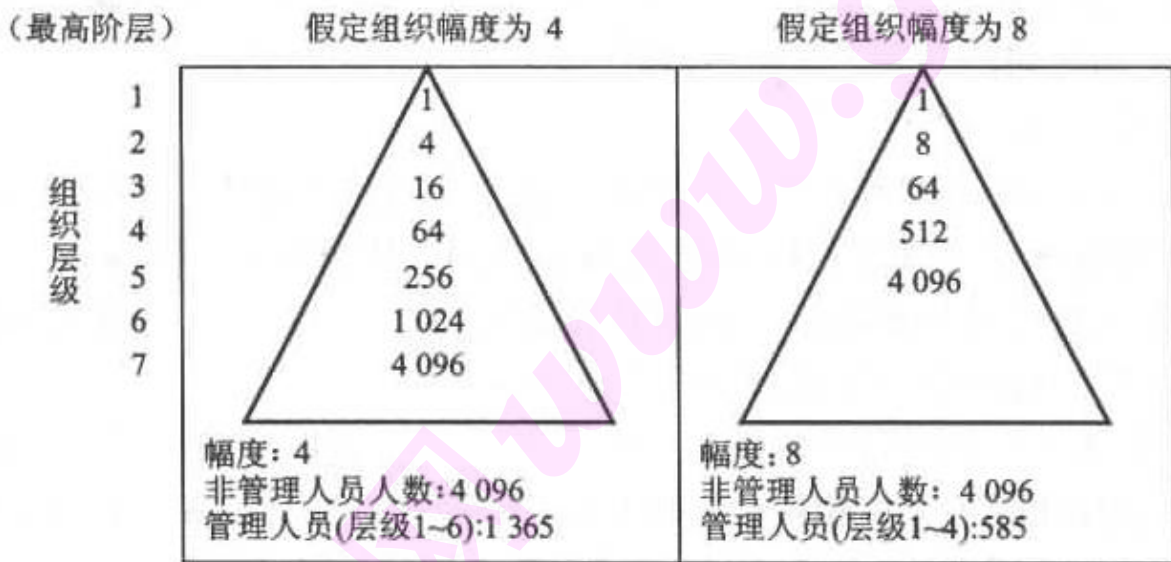 （最高阶层） 假定组织幅度为 4 假定组织幅度为 8
组织层级
1 1 1
2 4 8
3 16 64
4 64 512
5 256 4 096
6 1 024
7 4 096
幅度：4
非管理人员人数：4 096
管理人员(层级1~6):1 365
幅度：8
非管理人员人数：4 096
管理人员(层级1~4):585
网 www.